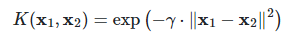 K(𝐱₁, 𝐱₂) = exp (−γ · ‖𝐱₁ − 𝐱₂‖²)